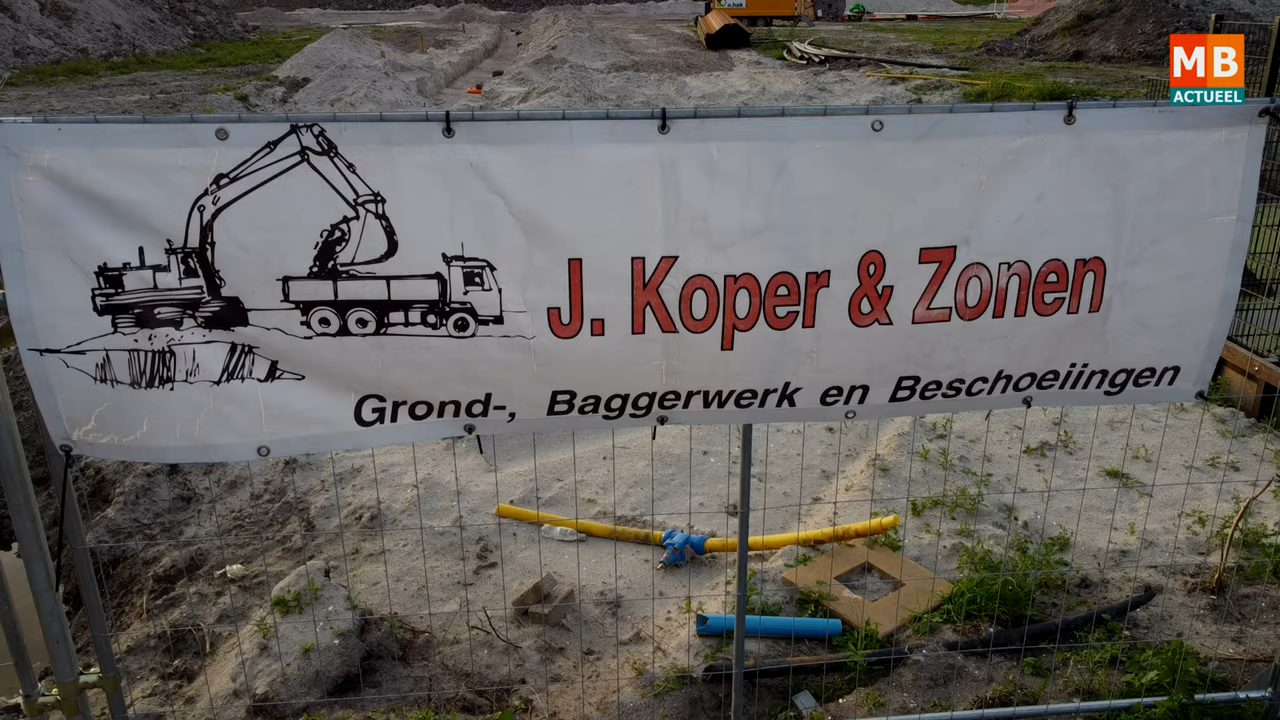 MB
ACTUEEL
J. Koper & Zonen
Grond-, Baggerwerk en Beschoeiingen